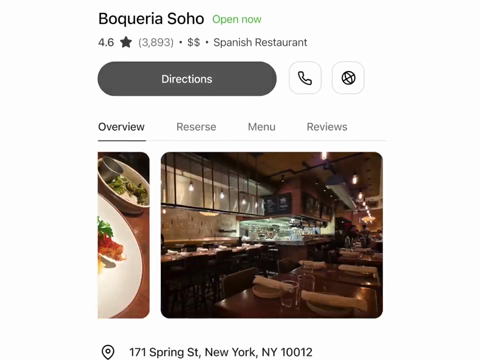 Boqueria Soho Open now
4.6 ★ (3,893) • $$ • Spanish Restaurant
Directions
Overview Reserse Menu Reviews
171 Spring St, New York, NY 10012